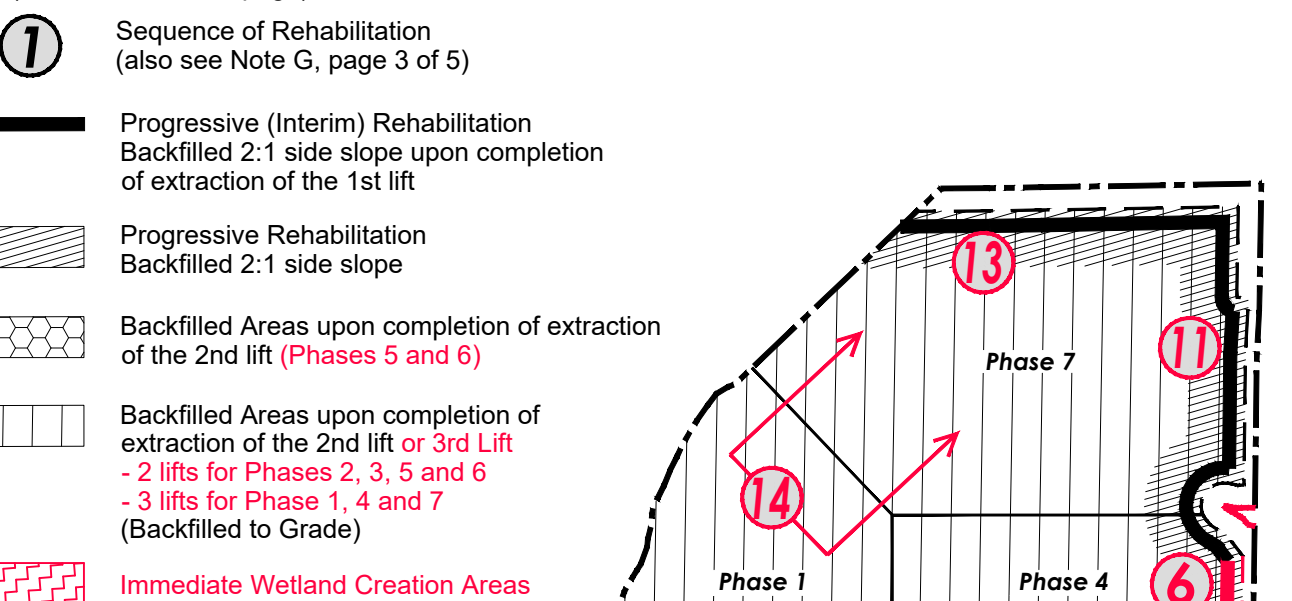 1
Sequence of Rehabilitation
(also see Note G, page 3 of 5)
Progressive (Interim) Rehabilitation
Backfilled 2:1 side slope upon completion
of extraction of the 1st lift
Progressive Rehabilitation
Backfilled 2:1 side slope
Backfilled Areas upon completion of extraction
of the 2nd lift (Phases 5 and 6)
Backfilled Areas upon completion of
extraction of the 2nd lift or 3rd Lift
- 2 lifts for Phases 2, 3, 5 and 6
- 3 lifts for Phase 1, 4 and 7
(Backfilled to Grade)
Immediate Wetland Creation Areas
13
11
Phase 7
14
Phase 1
Phase 4
6